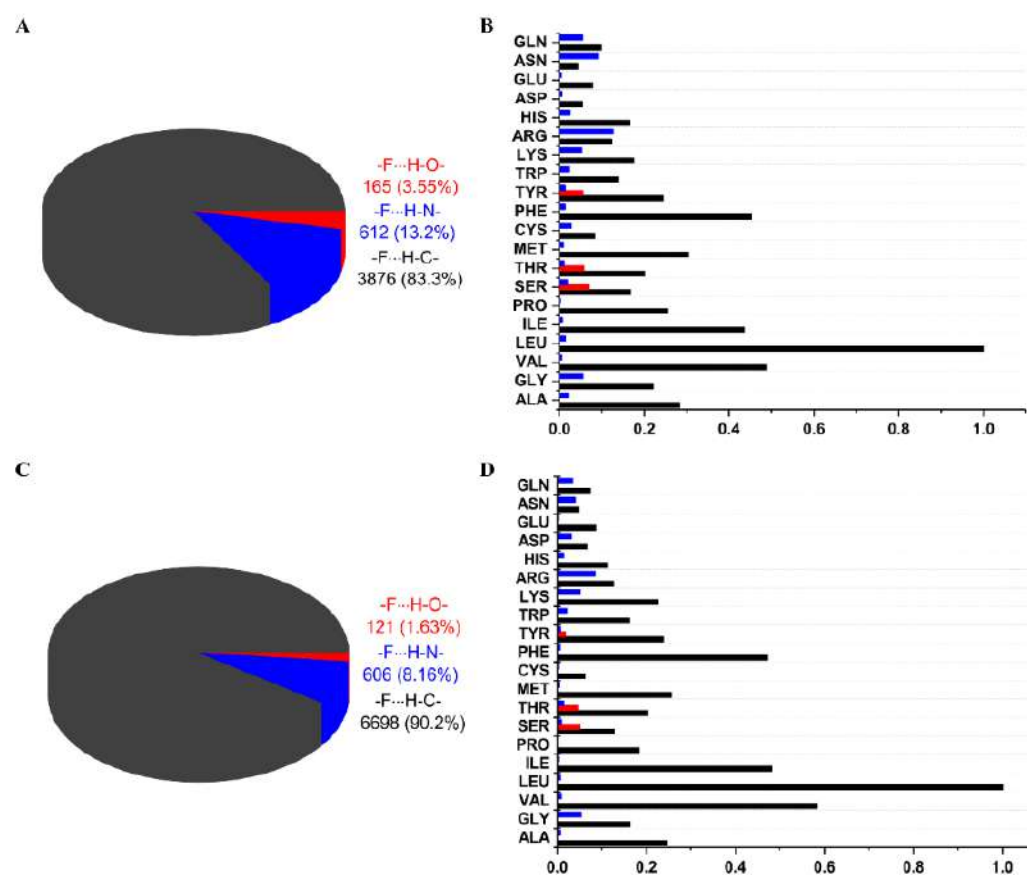 A
-F···H-O-
165 (3.55%)
-F···H-N-
612 (13.2%)
-F···H-C-
3876 (83.3%)
B
GLN
ASN
GLU
ASP
HIS
ARG
LYS
TRP
TYR
PHE
CYS
MET
THR
SER
PRO
ILE
LEU
VAL
GLY
ALA
0.0 0.2 0.4 0.6 0.8 1.0
C
-F···H-O-
121 (1.63%)
-F···H-N-
606 (8.16%)
-F···H-C-
6698 (90.2%)
D
GLN
ASN
GLU
ASP
HIS
ARG
LYS
TRP
TYR
PHE
CYS
MET
THR
SER
PRO
ILE
LEU
VAL
GLY
ALA
0.0 0.2 0.4 0.6 0.8 1.0